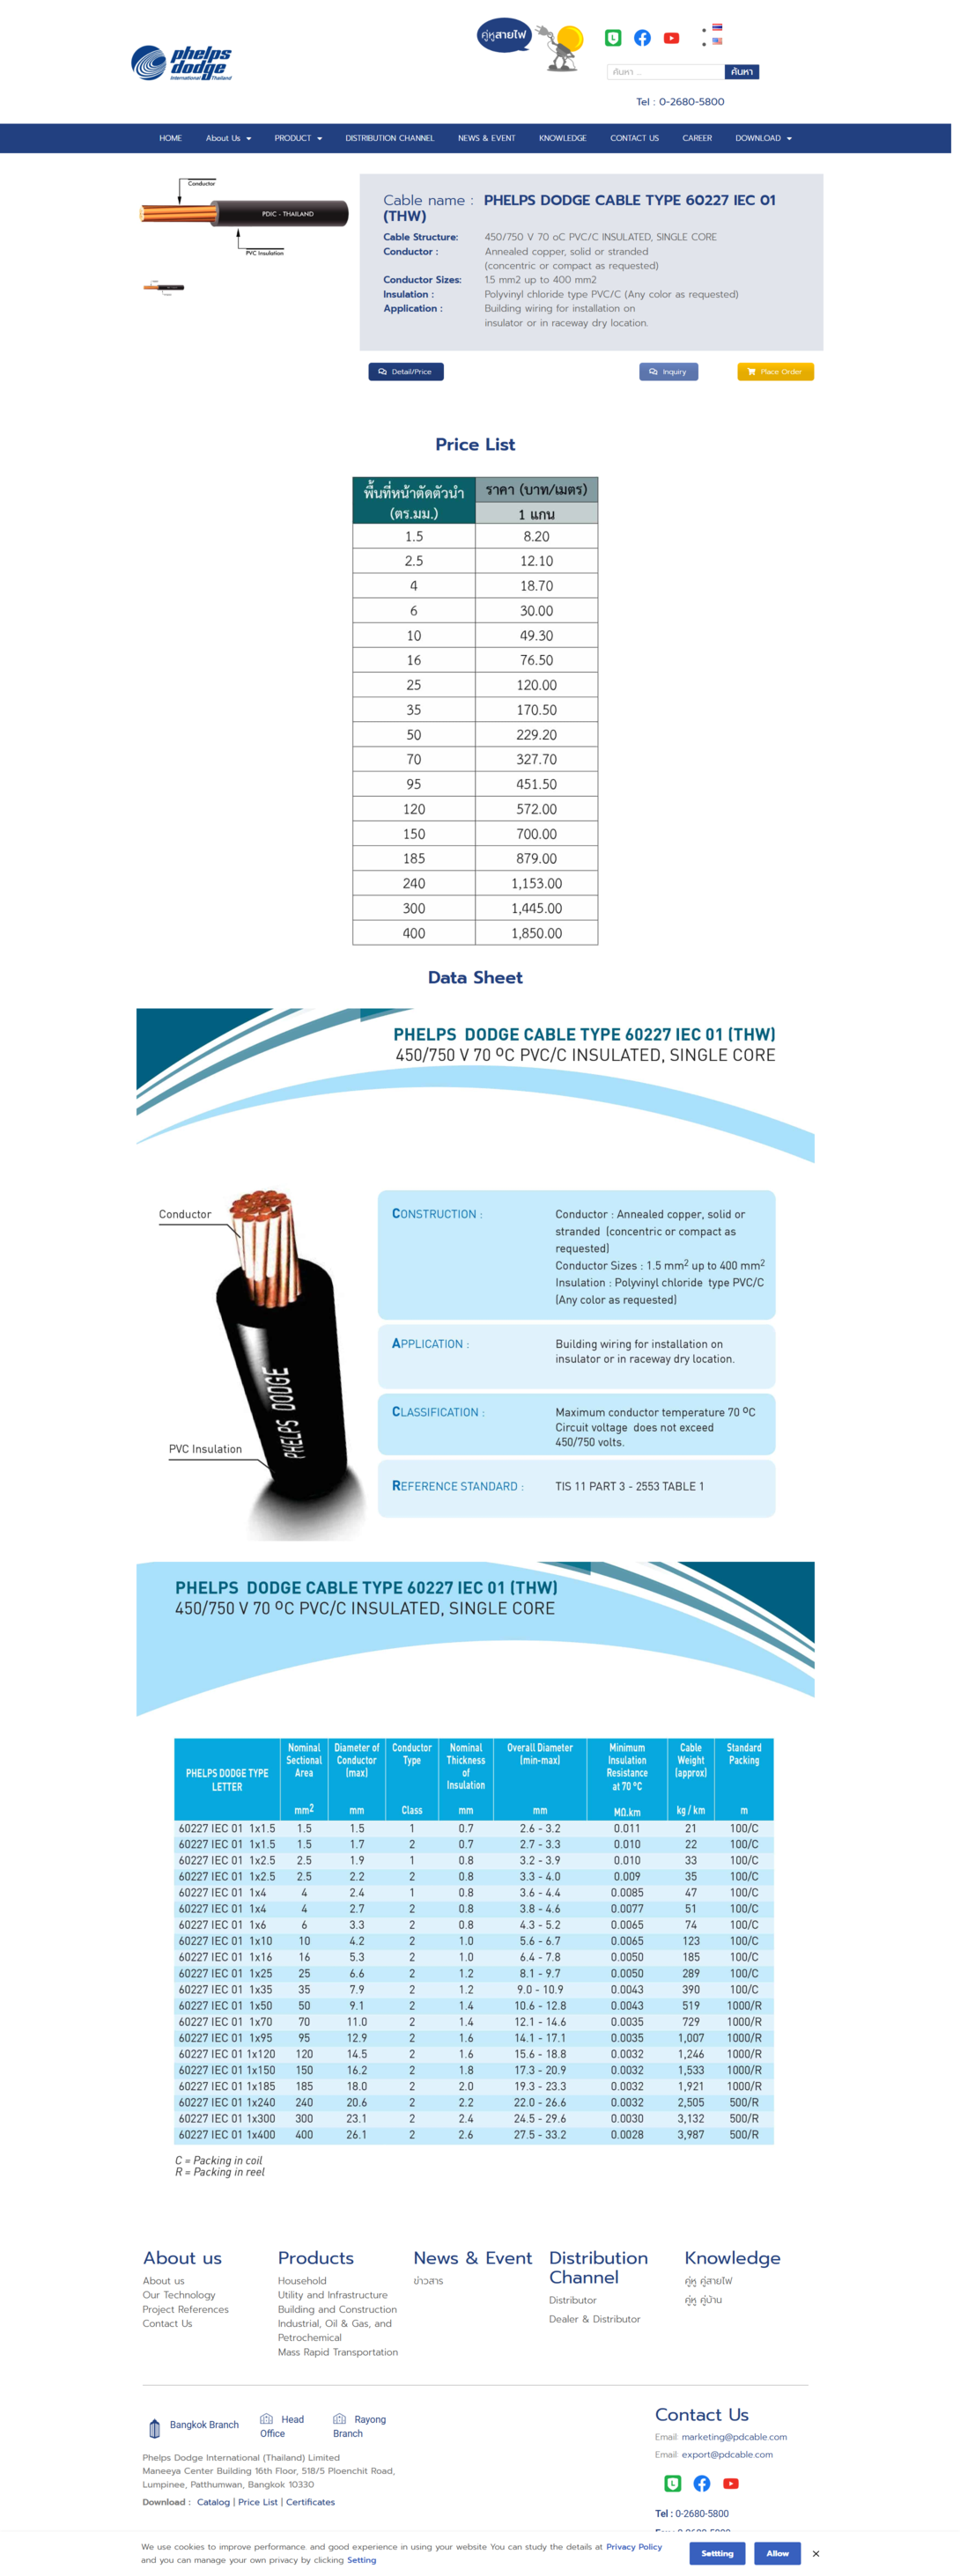 phelps
dodge
International Thailand
คู่หูสายไฟ
ค้นหา ...
ค้นหา
Tel : 0-2680-5800
HOME About Us PRODUCT DISTRIBUTION CHANNEL NEWS & EVENT KNOWLEDGE CONTACT US CAREER DOWNLOAD
Conductor
PDIC - THAILAND
PVC Insulation
Cable name : PHELPS DODGE CABLE TYPE 60227 IEC 01
(THW)
Cable Structure: 450/750 V 70 oC PVC/C INSULATED, SINGLE CORE
Conductor : Annealed copper, solid or stranded
(concentric or compact as requested)
Conductor Sizes: 1.5 mm2 up to 400 mm2
Insulation : Polyvinyl chloride type PVC/C (Any color as requested)
Application : Building wiring for installation on
insulator or in raceway dry location.
Detail/Price Inquiry Place Order
Price List
พื้นที่หน้าตัดตัวนำ ราคา (บาท/เมตร)
(ตร.มม.) 1 แกน
1.5 8.20
2.5 12.10
4 18.70
6 30.00
10 49.30
16 76.50
25 120.00
35 170.50
50 229.20
70 327.70
95 451.50
120 572.00
150 700.00
185 879.00
240 1,153.00
300 1,445.00
400 1,850.00
Data Sheet
PHELPS DODGE CABLE TYPE 60227 IEC 01 (THW)
450/750 V 70 ºC PVC/C INSULATED, SINGLE CORE
Conductor
PHELPS DODGE
PVC Insulation
CONSTRUCTION : Conductor : Annealed copper, solid or
stranded (concentric or compact as
requested)
Conductor Sizes : 1.5 mm2 up to 400 mm2
Insulation : Polyvinyl chloride type PVC/C
(Any color as requested)
APPLICATION : Building wiring for installation on
insulator or in raceway dry location.
CLASSIFICATION : Maximum conductor temperature 70 ºC
Circuit voltage does not exceed
450/750 volts.
REFERENCE STANDARD : TIS 11 PART 3 - 2553 TABLE 1
PHELPS DODGE CABLE TYPE 60227 IEC 01 (THW)
450/750 V 70 ºC PVC/C INSULATED, SINGLE CORE
Nominal Diameter of Conductor Nominal Overall Diameter Minimum Cable Standard
Sectional Conductor Type Thickness (min-max) Insulation Weight Packing
PHELPS DODGE TYPE Area (max) of Resistance (approx)
LETTER Insulation at 70 ºC
mm2 mm Class mm mm MΩ.km kg / km m
60227 IEC 01 1x1.5 1.5 1.5 1 0.7 2.6 - 3.2 0.011 21 100/C
60227 IEC 01 1x1.5 1.5 1.7 2 0.7 2.7 - 3.3 0.010 22 100/C
60227 IEC 01 1x2.5 2.5 1.9 1 0.8 3.2 - 3.9 0.010 33 100/C
60227 IEC 01 1x2.5 2.5 2.2 2 0.8 3.3 - 4.0 0.009 35 100/C
60227 IEC 01 1x4 4 2.4 1 0.8 3.6 - 4.4 0.0085 47 100/C
60227 IEC 01 1x4 4 2.7 2 0.8 3.8 - 4.6 0.0077 51 100/C
60227 IEC 01 1x6 6 3.3 2 0.8 4.3 - 5.2 0.0065 74 100/C
60227 IEC 01 1x10 10 4.2 2 1.0 5.6 - 6.7 0.0065 123 100/C
60227 IEC 01 1x16 16 5.3 2 1.0 6.4 - 7.8 0.0050 185 100/C
60227 IEC 01 1x25 25 6.6 2 1.2 8.1 - 9.7 0.0050 289 100/C
60227 IEC 01 1x35 35 7.9 2 1.2 9.0 - 10.9 0.0043 390 100/C
60227 IEC 01 1x50 50 9.1 2 1.4 10.6 - 12.8 0.0043 519 1000/R
60227 IEC 01 1x70 70 11.0 2 1.4 12.1 - 14.6 0.0035 729 1000/R
60227 IEC 01 1x95 95 12.9 2 1.6 14.1 - 17.1 0.0035 1,007 1000/R
60227 IEC 01 1x120 120 14.5 2 1.6 15.6 - 18.8 0.0032 1,246 1000/R
60227 IEC 01 1x150 150 16.2 2 1.8 17.3 - 20.9 0.0032 1,533 1000/R
60227 IEC 01 1x185 185 18.0 2 2.0 19.3 - 23.3 0.0032 1,921 1000/R
60227 IEC 01 1x240 240 20.6 2 2.2 22.0 - 26.6 0.0032 2,505 500/R
60227 IEC 01 1x300 300 23.1 2 2.4 24.5 - 29.6 0.0030 3,132 500/R
60227 IEC 01 1x400 400 26.1 2 2.6 27.5 - 33.2 0.0028 3,987 500/R
C = Packing in coil
R = Packing in reel
About us
About us
Our Technology
Project References
Contact Us
Products
Household
Utility and Infrastructure
Building and Construction
Industrial, Oil & Gas, and
Petrochemical
Mass Rapid Transportation
News & Event
ข่าวสาร
Distribution
Channel
Distributor
Dealer & Distributor
Knowledge
คู่หู คู่สายไฟ
คู่หู คู่บ้าน
Bangkok Branch
Head
Office
Rayong
Branch
Phelps Dodge International (Thailand) Limited
Maneeya Center Building 16th Floor, 518/5 Ploenchit Road,
Lumpinee, Patthumwan, Bangkok 10330
Download : Catalog | Price List | Certificates
Contact Us
Email: marketing@pdcable.com
Email: export@pdcable.com
Tel : 0-2680-5800
We use cookies to improve performance. and good experience in using your website You can study the details at Privacy Policy
and you can manage your own privacy by clicking Setting
Settting Allow ×